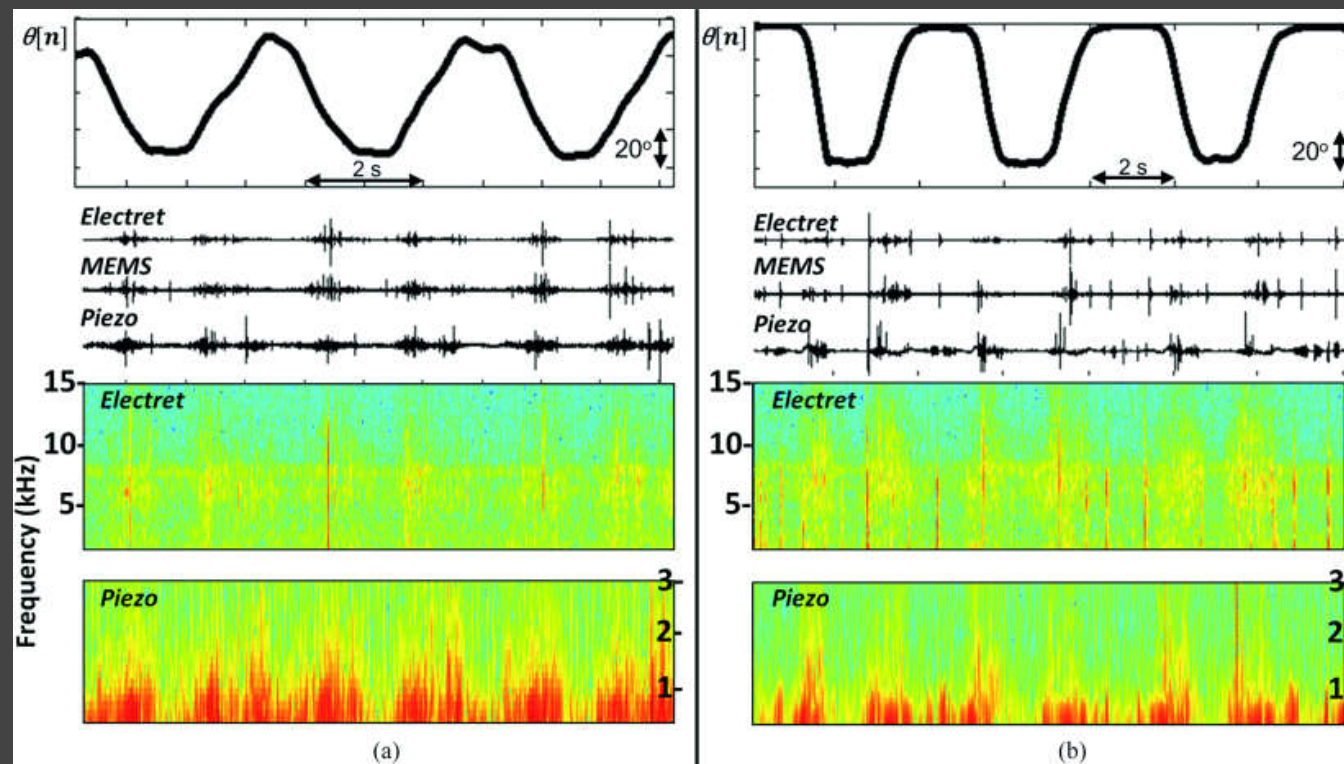 θ[n]
20°
2 s
Electret
MEMS
Piezo
15
Electret
10
5
Frequency (kHz)
Piezo
3
2
1
(a)
θ[n]
20°
2 s
Electret
MEMS
Piezo
15
Electret
10
5
Piezo
3
2
1
(b)